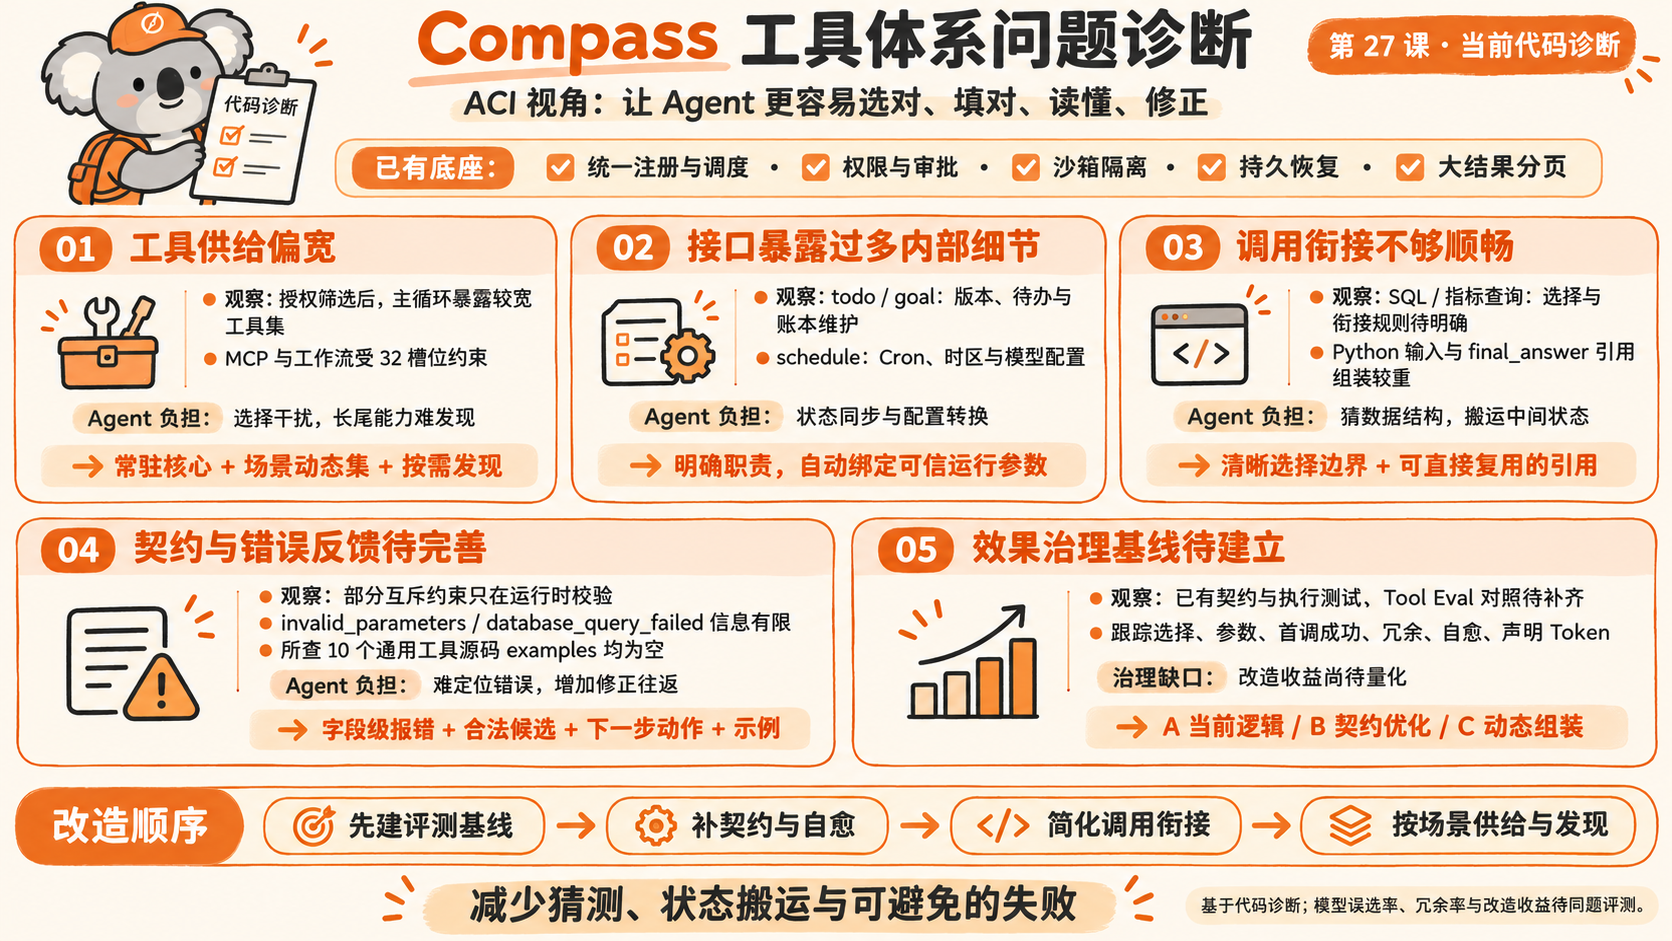 Compass 工具体系问题诊断
第 27 课 · 当前代码诊断
代码诊断
ACI 视角：让 Agent 更容易选对、填对、读懂、修正
已有底座： 统一注册与调度 • 权限与审批 • 沙箱隔离 • 持久恢复 • 大结果分页
01 工具供给偏宽
观察：授权筛选后，主循环暴露较宽
工具集
MCP 与工作流受 32 槽位约束
Agent 负担： 选择干扰，长尾能力难发现
→ 常驻核心 + 场景动态集 + 按需发现
02 接口暴露过多内部细节
观察：todo / goal：版本、待办与
账本维护
schedule：Cron、时区与模型配置
Agent 负担： 状态同步与配置转换
→ 明确职责，自动绑定可信运行参数
03 调用衔接不够顺畅
</>
观察：SQL / 指标查询：选择与
衔接规则待明确
Python 输入与 final_answer 引用
组装较重
Agent 负担： 猜数据结构，搬运中间状态
→ 清晰选择边界 + 可直接复用的引用
04 契约与错误反馈待完善
观察：部分互斥约束只在运行时校验
invalid_parameters / database_query_failed 信息有限
所查 10 个通用工具源码 examples 均为空
Agent 负担： 难定位错误，增加修正往返
→ 字段级报错 + 合法候选 + 下一步动作 + 示例
05 效果治理基线待建立
观察：已有契约与执行测试、Tool Eval 对照待补齐
跟踪选择、参数、首调成功、冗余、自愈、声明 Token
治理缺口： 改造收益尚待量化
→ A 当前逻辑 / B 契约优化 / C 动态组装
改造顺序 先建评测基线 → 补契约与自愈 → </> 简化调用衔接 → 按场景供给与发现
减少猜测、状态搬运与可避免的失败
基于代码诊断；模型误选率、冗余率与改造收益待同题评测。